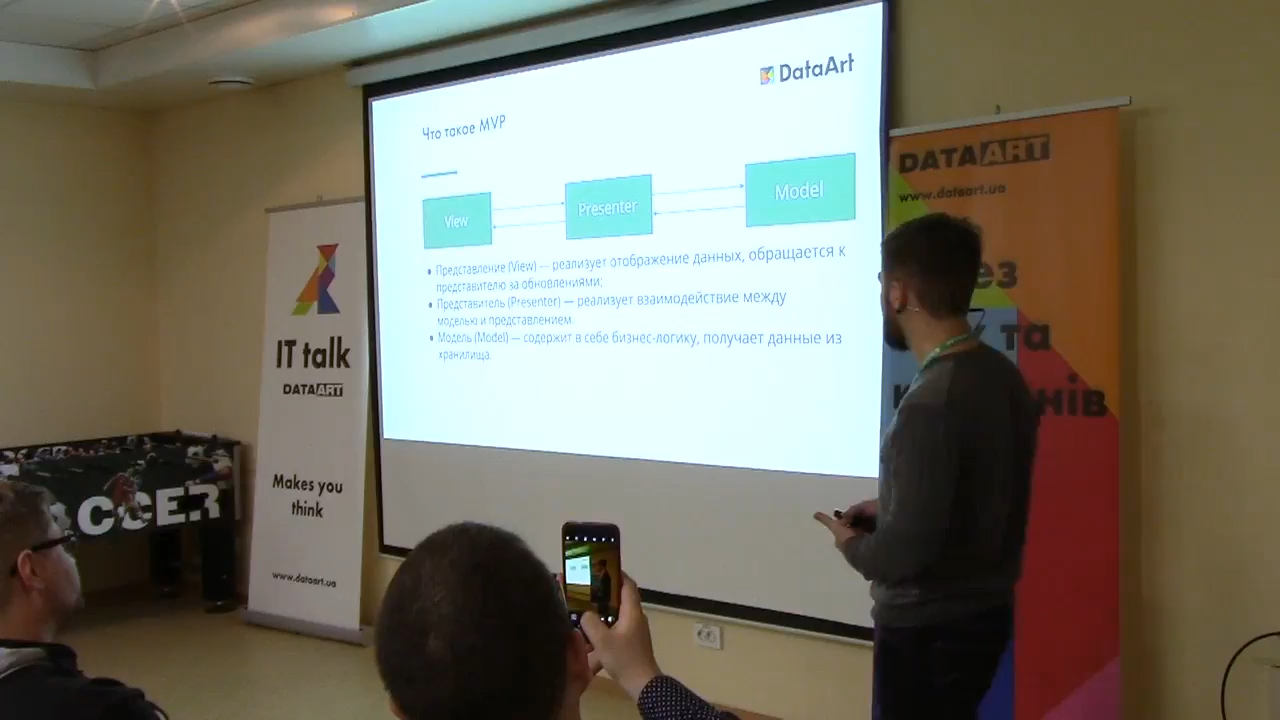 DataArt
Что такое MVP
View
Presenter
Model
Представление (View) — реализует отображение данных, обращается к
представителю за обновлениями;
Представитель (Presenter) — реализует взаимодействие между
моделью и представлением.
Модель (Model) — содержит в себе бизнес-логику, получает данные из
хранилища.
IT talk
DATAART
Makes you
think
www.dataart.ua
DATAART
www.dataart.ua
та